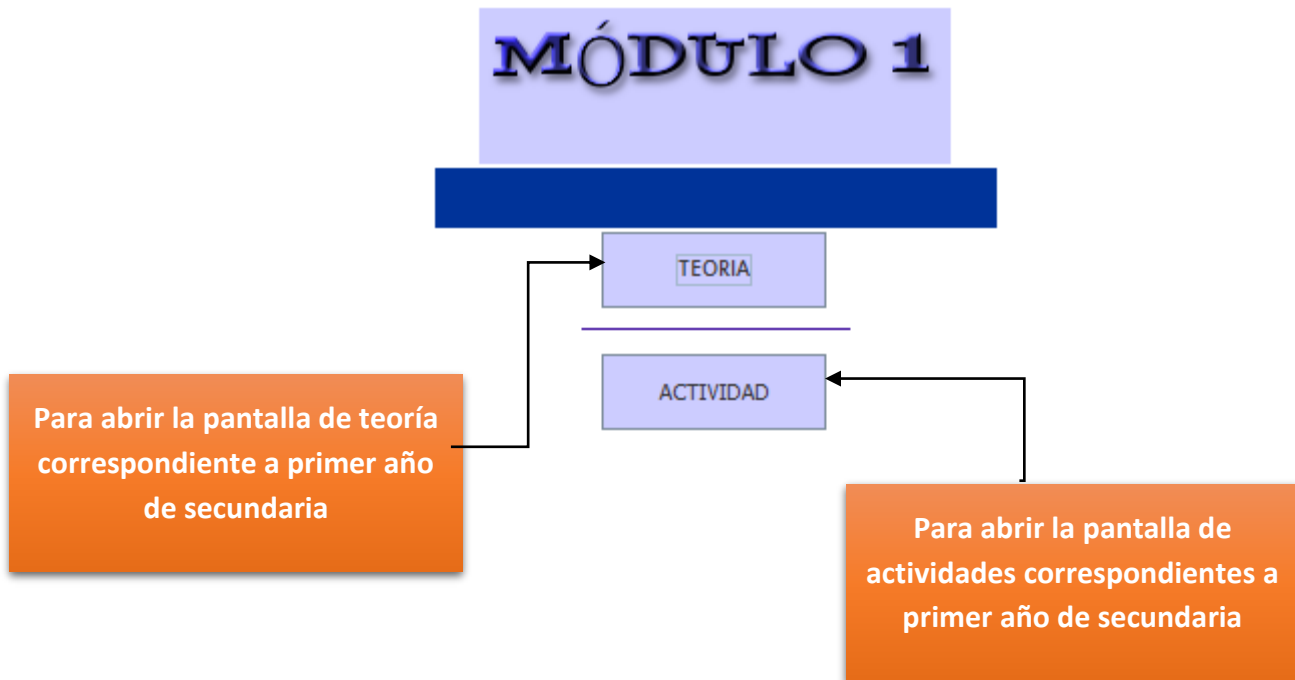 MÓDULO 1
TEORIA
ACTIVIDAD
Para abrir la pantalla de teoría
correspondiente a primer año
de secundaria
Para abrir la pantalla de
actividades correspondientes a
primer año de secundaria